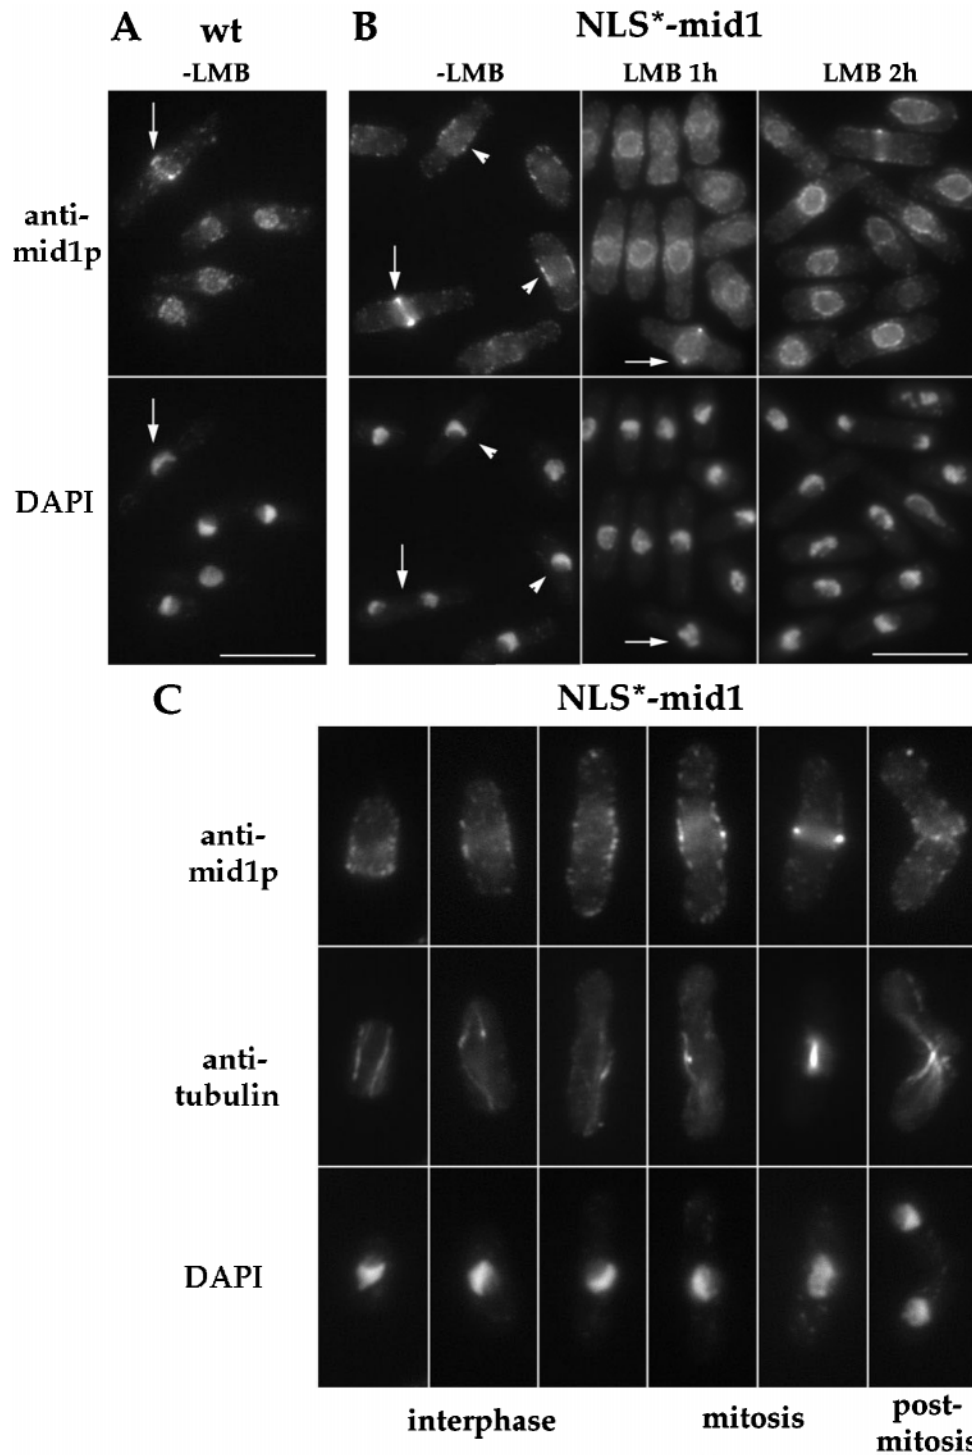 A wt
B NLS*-mid1
-LMB
-LMB
LMB 1h
LMB 2h
anti-
mid1p
DAPI
C NLS*-mid1
anti-
mid1p
anti-
tubulin
DAPI
interphase
mitosis
post-
mitosis